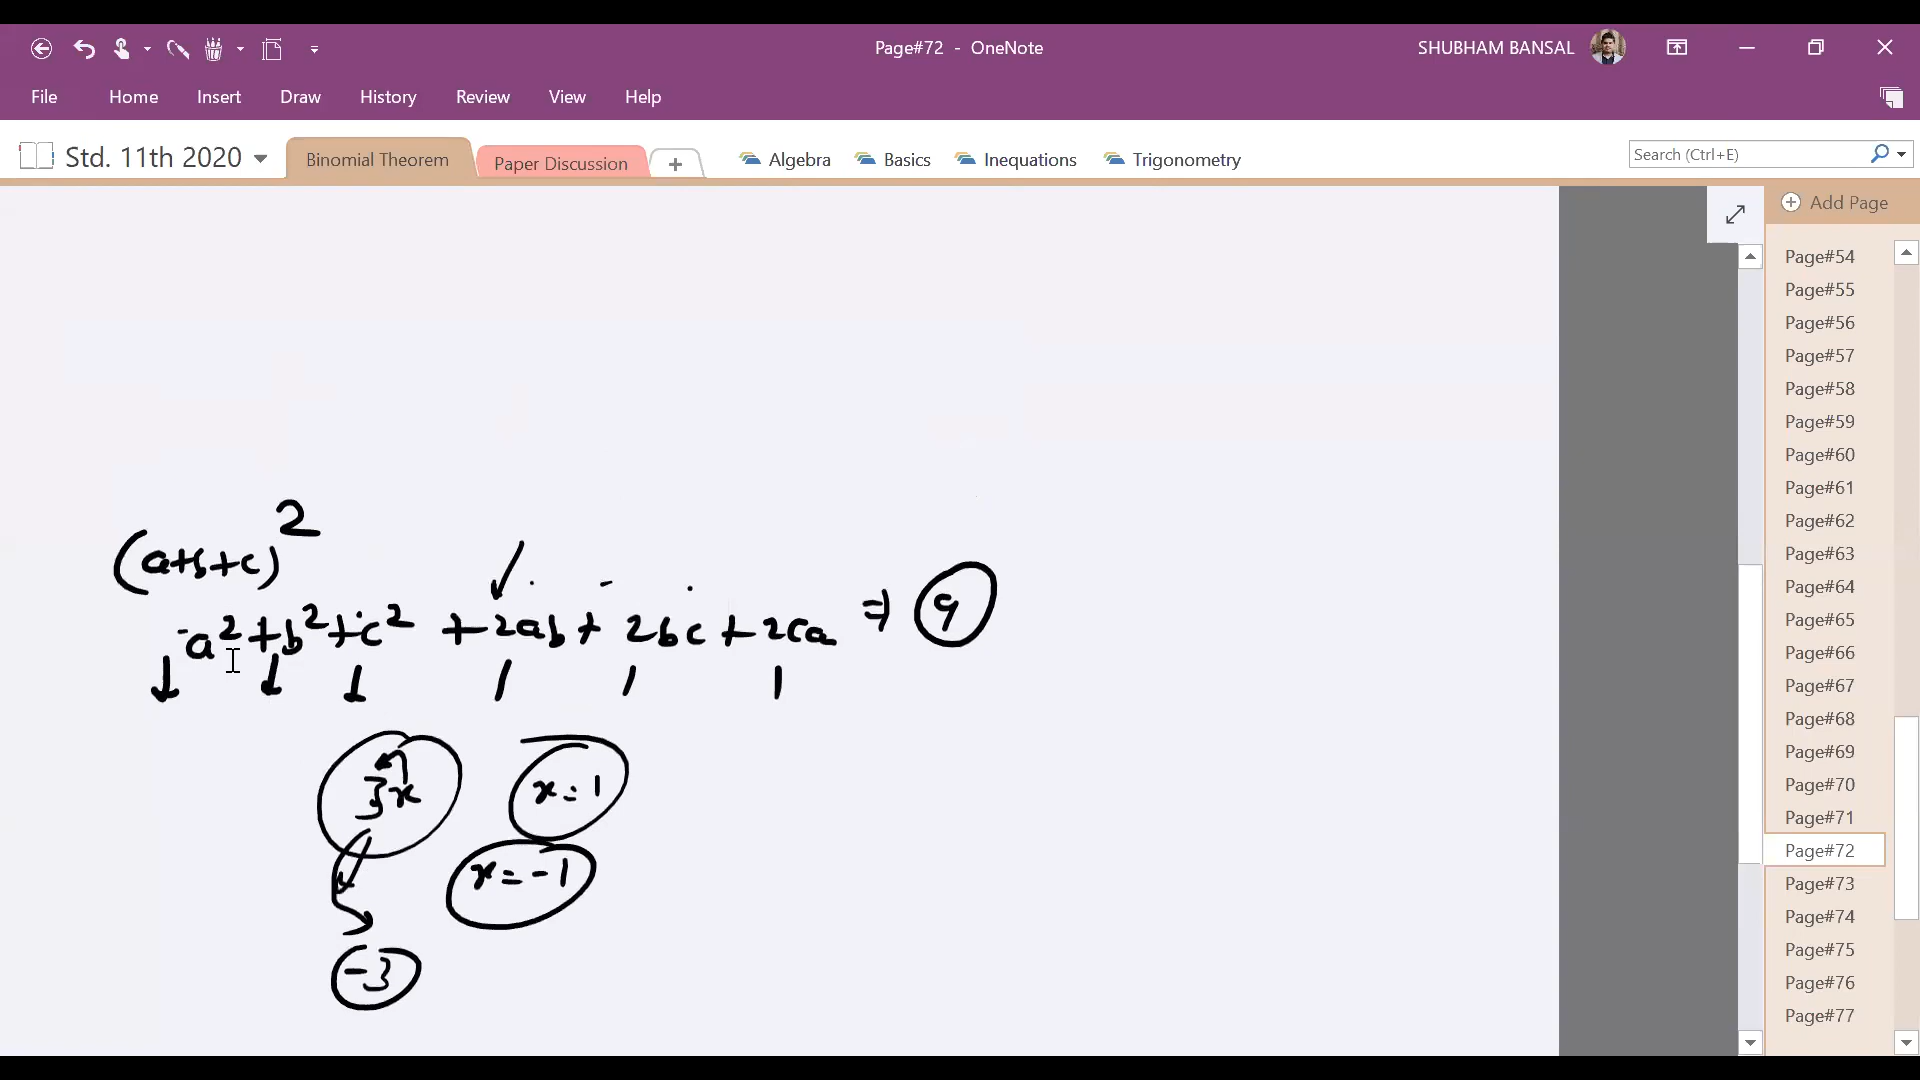 Page#72 - OneNote
SHUBHAM BANSAL
File Home Insert Draw History Review View Help
Std. 11th 2020
Binomial Theorem
Paper Discussion
Algebra
Basics
Inequations
Trigonometry
Search (Ctrl+E)
Add Page
Page#54
Page#55
Page#56
Page#57
Page#58
Page#59
Page#60
Page#61
Page#62
Page#63
Page#64
Page#65
Page#66
Page#67
Page#68
Page#69
Page#70
Page#71
Page#72
Page#73
Page#74
Page#75
Page#76
Page#77
(a+b+c)²
a²+b²+c² +2ab+ 2bc+2ca ⇒ 9
3x
x=1
x=-1
-3